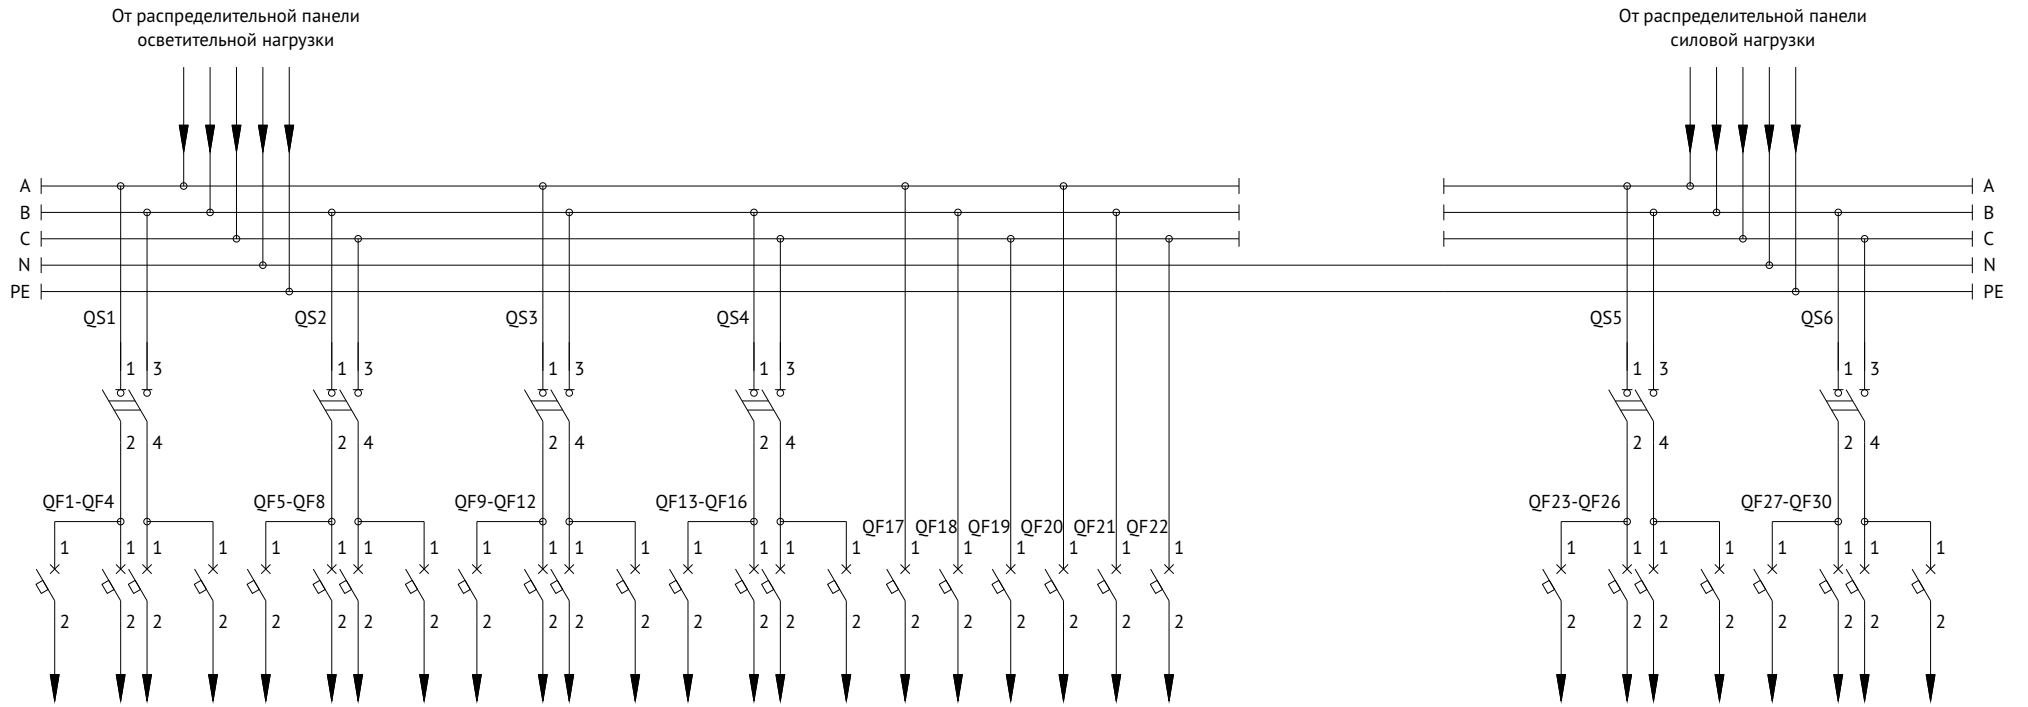 От распределительной панели
осветительной нагрузки
От распределительной панели
силовой нагрузки
A A
B B
C C
N N
PE PE
QS1 QS2 QS3 QS4 QS5 QS6
1 3 1 3 1 3 1 3 1 3 1 3
2 4 2 4 2 4 2 4 2 4 2 4
QF1-QF4 QF5-QF8 QF9-QF12 QF13-QF16 QF23-QF26 QF27-QF30
QF17 QF18 QF19 QF20 QF21 QF22
1 1 1 1 1 1 1 1 1 1 1 1 1 1 1 1 1 1 1 1 1 1 1 1 1 1 1 1 1 1
2 2 2 2 2 2 2 2 2 2 2 2 2 2 2 2 2 2 2 2 2 2 2 2 2 2 2 2 2 2